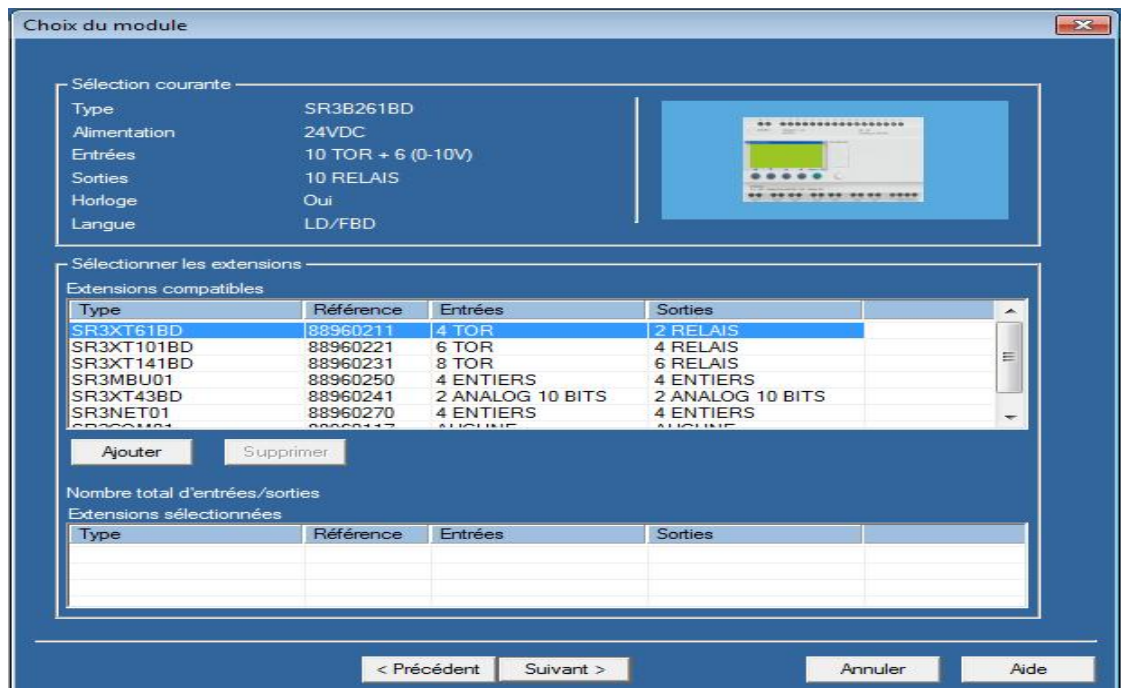 Choix du module
Sélection courante
Type SR3B261BD
Alimentation 24VDC
Entrées 10 TOR + 6 (0-10V)
Sorties 10 RELAIS
Horloge Oui
Langue LD/FBD
Sélectionner les extensions
Extensions compatibles
Type Référence Entrées Sorties
SR3XT61BD 88960211 4 TOR 2 RELAIS
SR3XT101BD 88960221 6 TOR 4 RELAIS
SR3XT141BD 88960231 8 TOR 6 RELAIS
SR3MBU01 88960250 4 ENTIERS 4 ENTIERS
SR3XT43BD 88960241 2 ANALOG 10 BITS 2 ANALOG 10 BITS
SR3NET01 88960270 4 ENTIERS 4 ENTIERS
Ajouter Supprimer
Nombre total d'entrées/sorties
Extensions sélectionnées
Type Référence Entrées Sorties
< Précédent Suivant > Annuler Aide